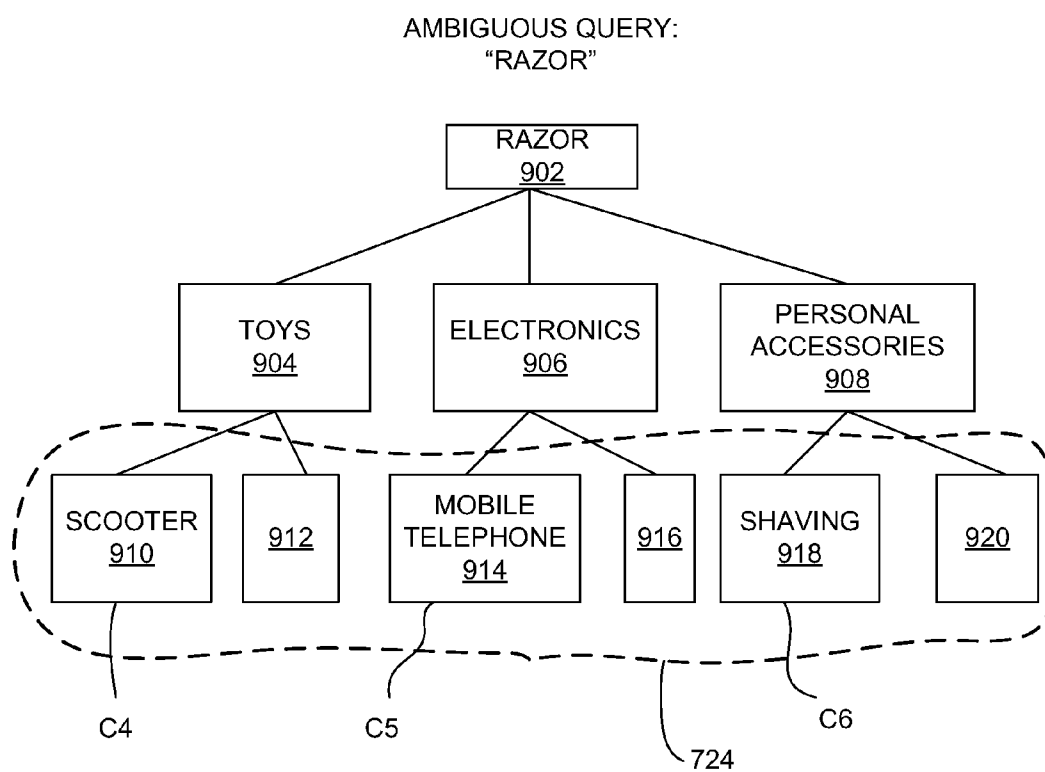 AMBIGUOUS QUERY:
“RAZOR”
RAZOR
902
TOYS
904
ELECTRONICS
906
PERSONAL
ACCESSORIES
908
SCOOTER
910
912
MOBILE
TELEPHONE
914
916
SHAVING
918
920
C4
C5
C6
724